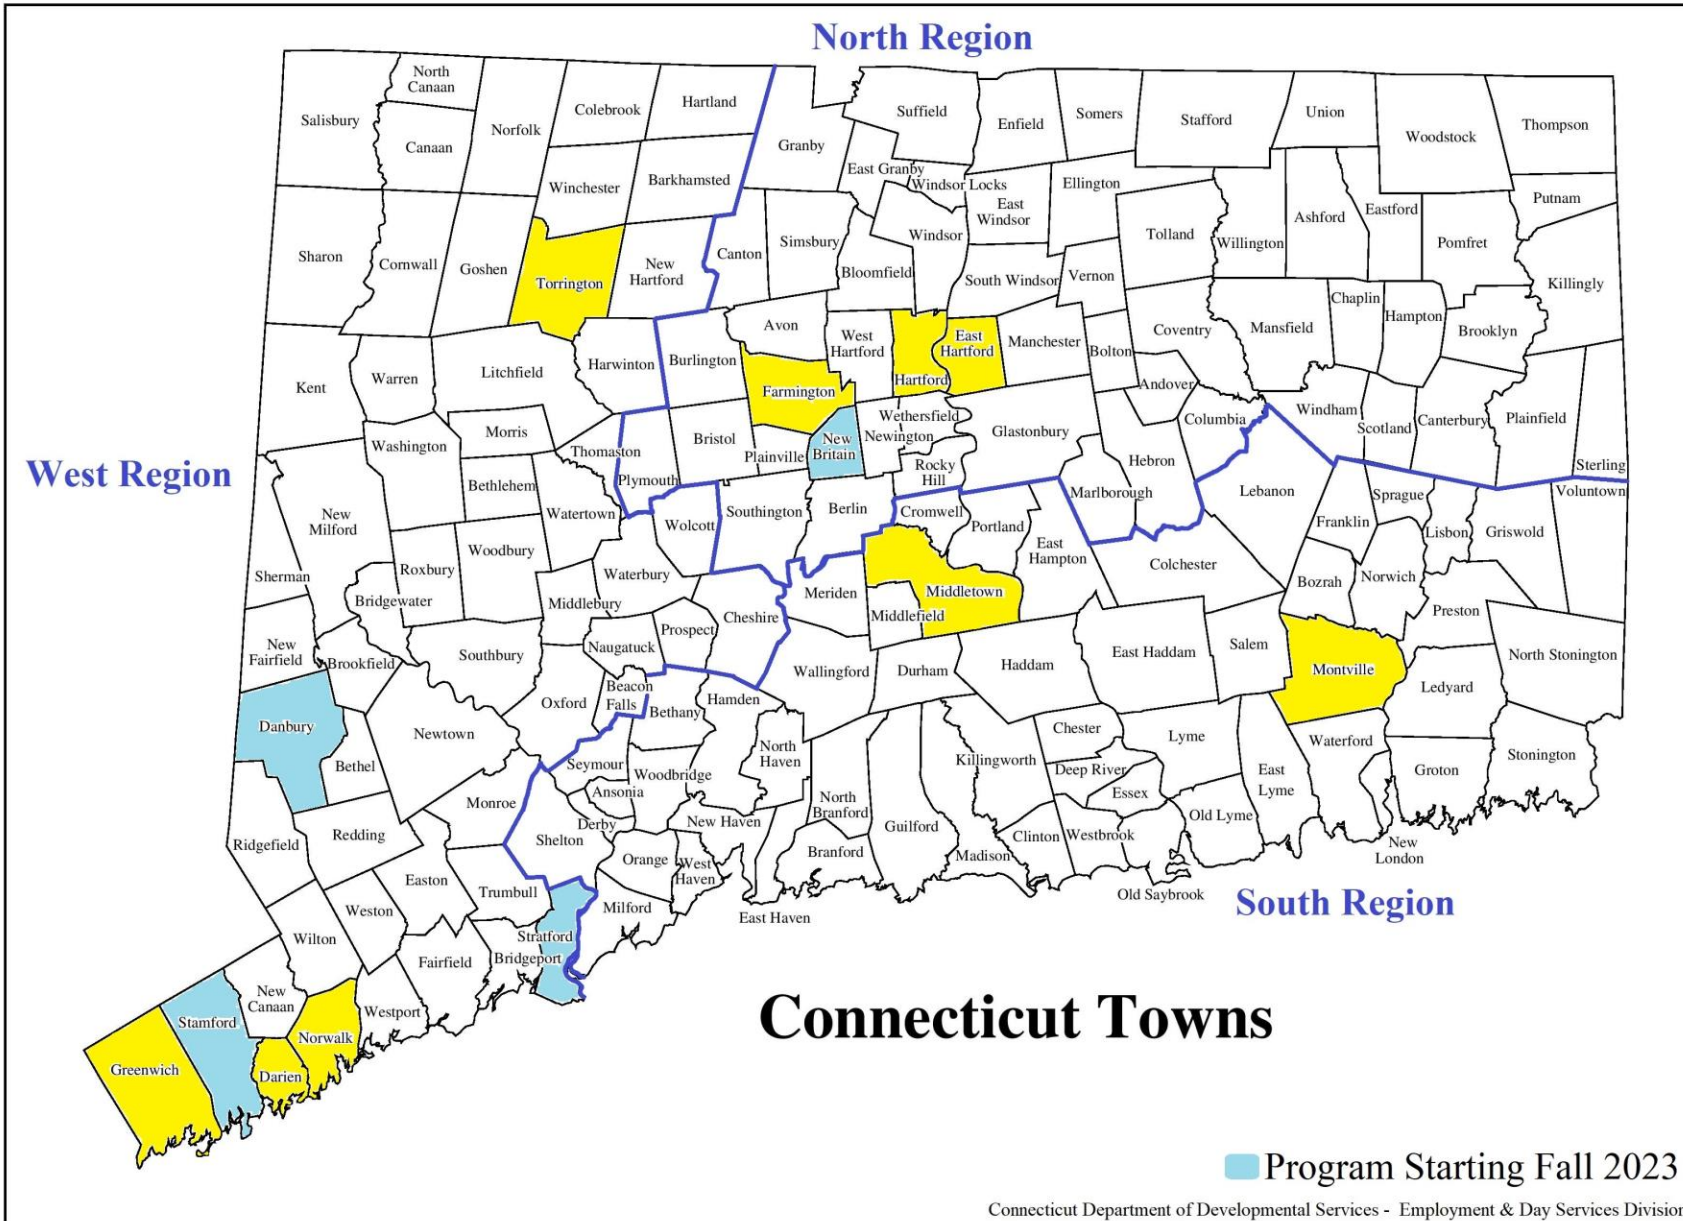 North Region
North
Canaan
Salisbury
Canaan
Norfolk
Colebrook
Hartland
Granby
Suffield
Enfield
Somers
Stafford
Union
Woodstock
Thompson
Winchester
Barkhamsted
East Granby
Windsor Locks
East
Windsor
Ellington
Tolland
Willington
Ashford
Eastford
Pomfret
Putnam
Sharon
Cornwall
Goshen
Torrington
New
Hartford
Canton
Simsbury
Bloomfield
Windsor
South Windsor
Vernon
Killingly
Mansfield
Chaplin
Hampton
Brooklyn
Kent
Warren
Litchfield
Harwinton
Burlington
Avon
Farmington
West
Hartford
Hartford
East
Hartford
Manchester
Bolton
Coventry
Andover
Columbia
Windham
Scotland
Canterbury
Plainfield
Sterling
West Region
Washington
Morris
Bethlehem
Thomaston
Plymouth
Bristol
Plainville
New
Britain
Newington
Wethersfield
Rocky
Hill
Glastonbury
Marlborough
Hebron
Lebanon
Franklin
Sprague
Lisbon
Griswold
Voluntown
New
Milford
Sherman
Roxbury
Woodbury
Watertown
Wolcott
Southington
Berlin
Cromwell
Portland
East
Hampton
Colchester
Bozrah
Norwich
Preston
Bridgewater
Middlebury
Waterbury
Cheshire
Meriden
Middlefield
Middletown
New
Fairfield
Brookfield
Southbury
Naugatuck
Prospect
Wallingford
Durham
Haddam
East Haddam
Salem
Montville
Ledyard
North Stonington
Danbury
Bethel
Newtown
Oxford
Beacon
Falls
Bethany
Hamden
North
Haven
Killingworth
Chester
Deep River
Essex
Lyme
East
Lyme
Waterford
Groton
Stonington
Ridgefield
Redding
Monroe
Seymour
Ansonia
Derby
Woodbridge
New Haven
North
Branford
Branford
Guilford
Madison
Clinton
Westbrook
Old Lyme
New
London
Old Saybrook
Shelton
Orange
West
Haven
East Haven
Milford
Easton
Trumbull
Weston
Wilton
Stratford
Bridgeport
Fairfield
Westport
New
Canaan
Norwalk
Darien
Stamford
Greenwich
South Region
Connecticut Towns
Program Starting Fall 2023
Connecticut Department of Developmental Services - Employment & Day Services Division